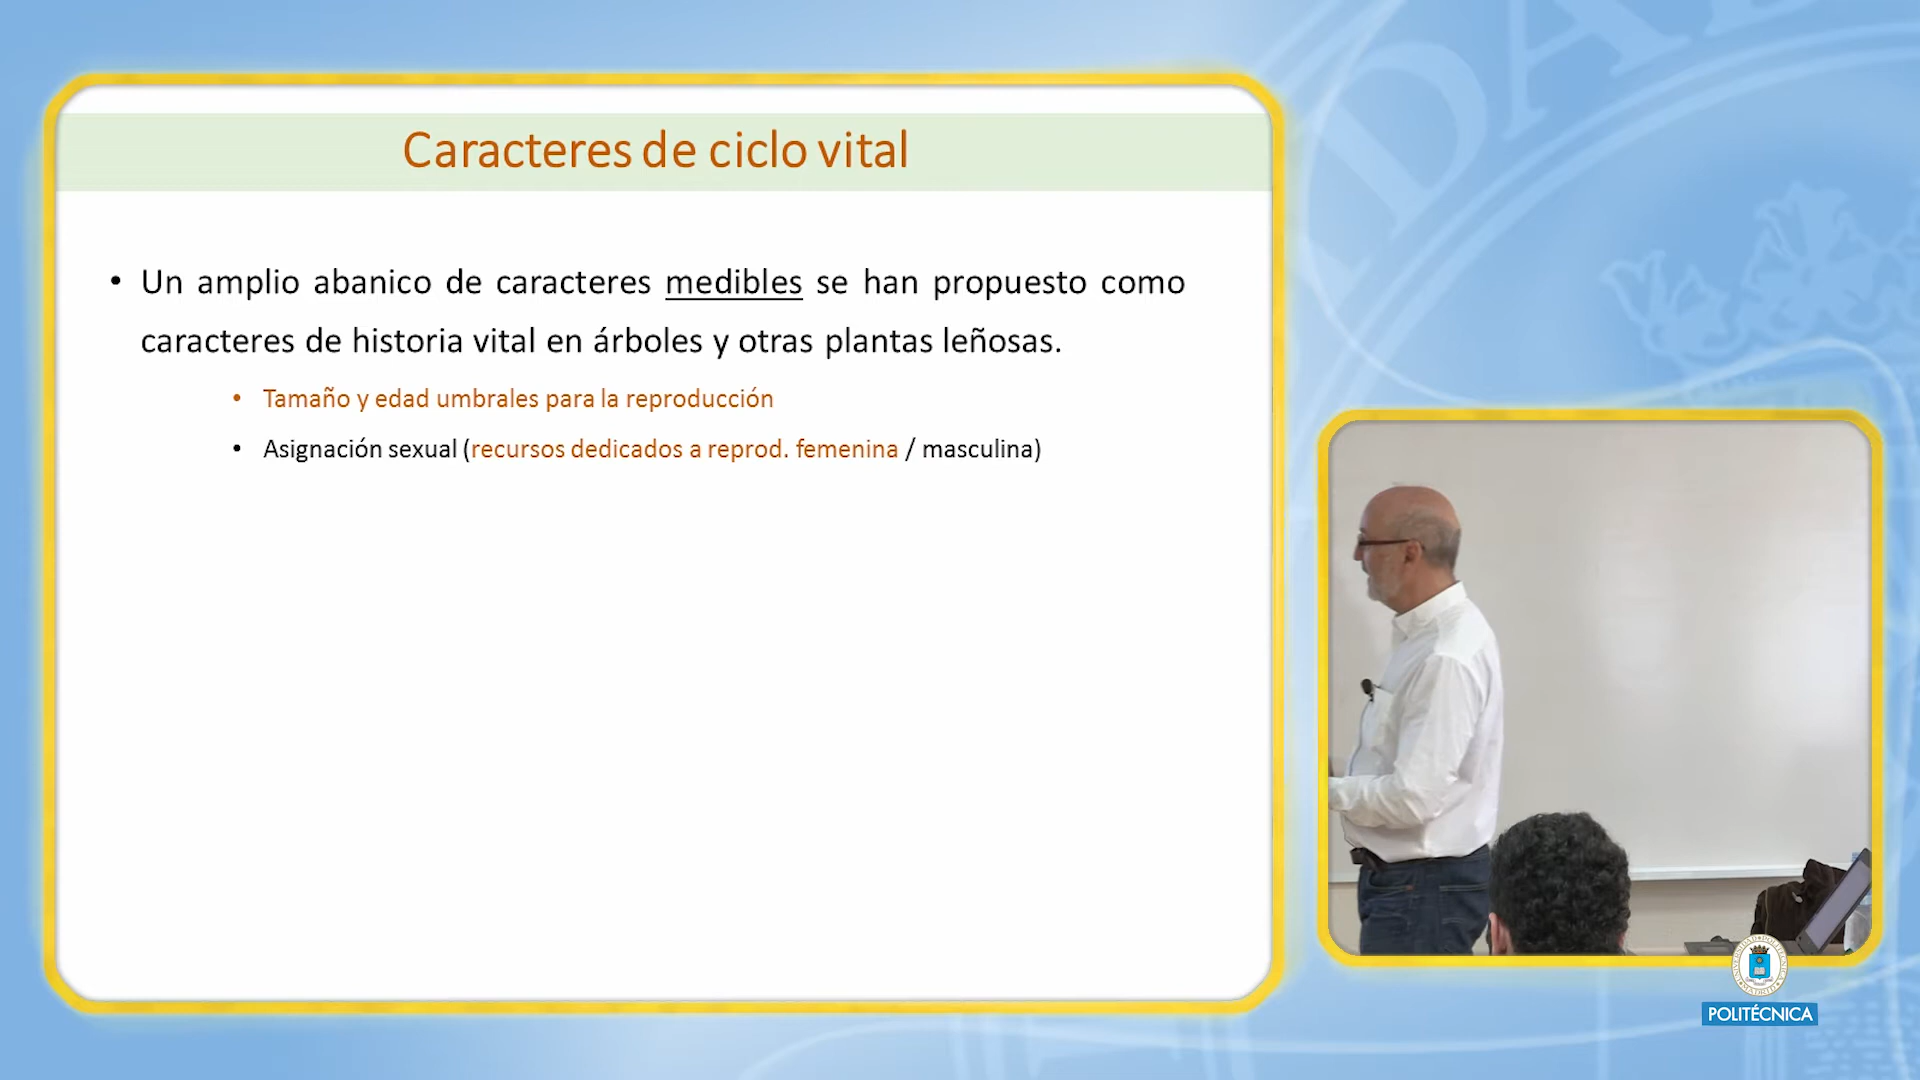 Caracteres de ciclo vital
• Un amplio abanico de caracteres medibles se han propuesto como
caracteres de historia vital en árboles y otras plantas leñosas.
• Tamaño y edad umbrales para la reproducción
• Asignación sexual (recursos dedicados a reprod. femenina / masculina)
POLITÉCNICA